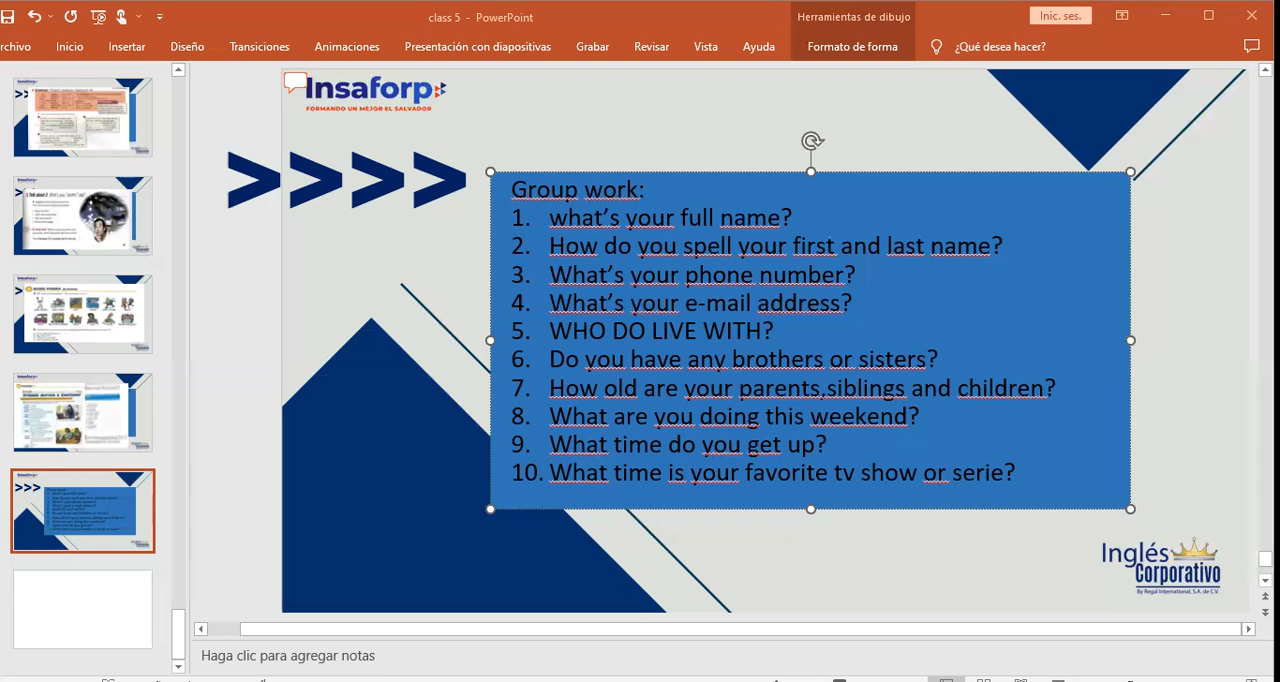 class 5 - PowerPoint
Herramientas de dibujo
Inic. ses.
rchivo
Inicio
Insertar
Diseño
Transiciones
Animaciones
Presentación con diapositivas
Grabar
Revisar
Vista
Ayuda
Formato de forma
¿Qué desea hacer?
Insaforp
FORMANDO UN MEJOR EL SALVADOR
>>>>
Group work:
1. what's your full name?
2. How do you spell your first and last name?
3. What's your phone number?
4. What's your e-mail address?
5. WHO DO LIVE WITH?
6. Do you have any brothers or sisters?
7. How old are your parents,siblings and children?
8. What are you doing this weekend?
9. What time do you get up?
10. What time is your favorite tv show or serie?
Inglés
Corporativo
By Regal International, S.A. de C.V.
Haga clic para agregar notas